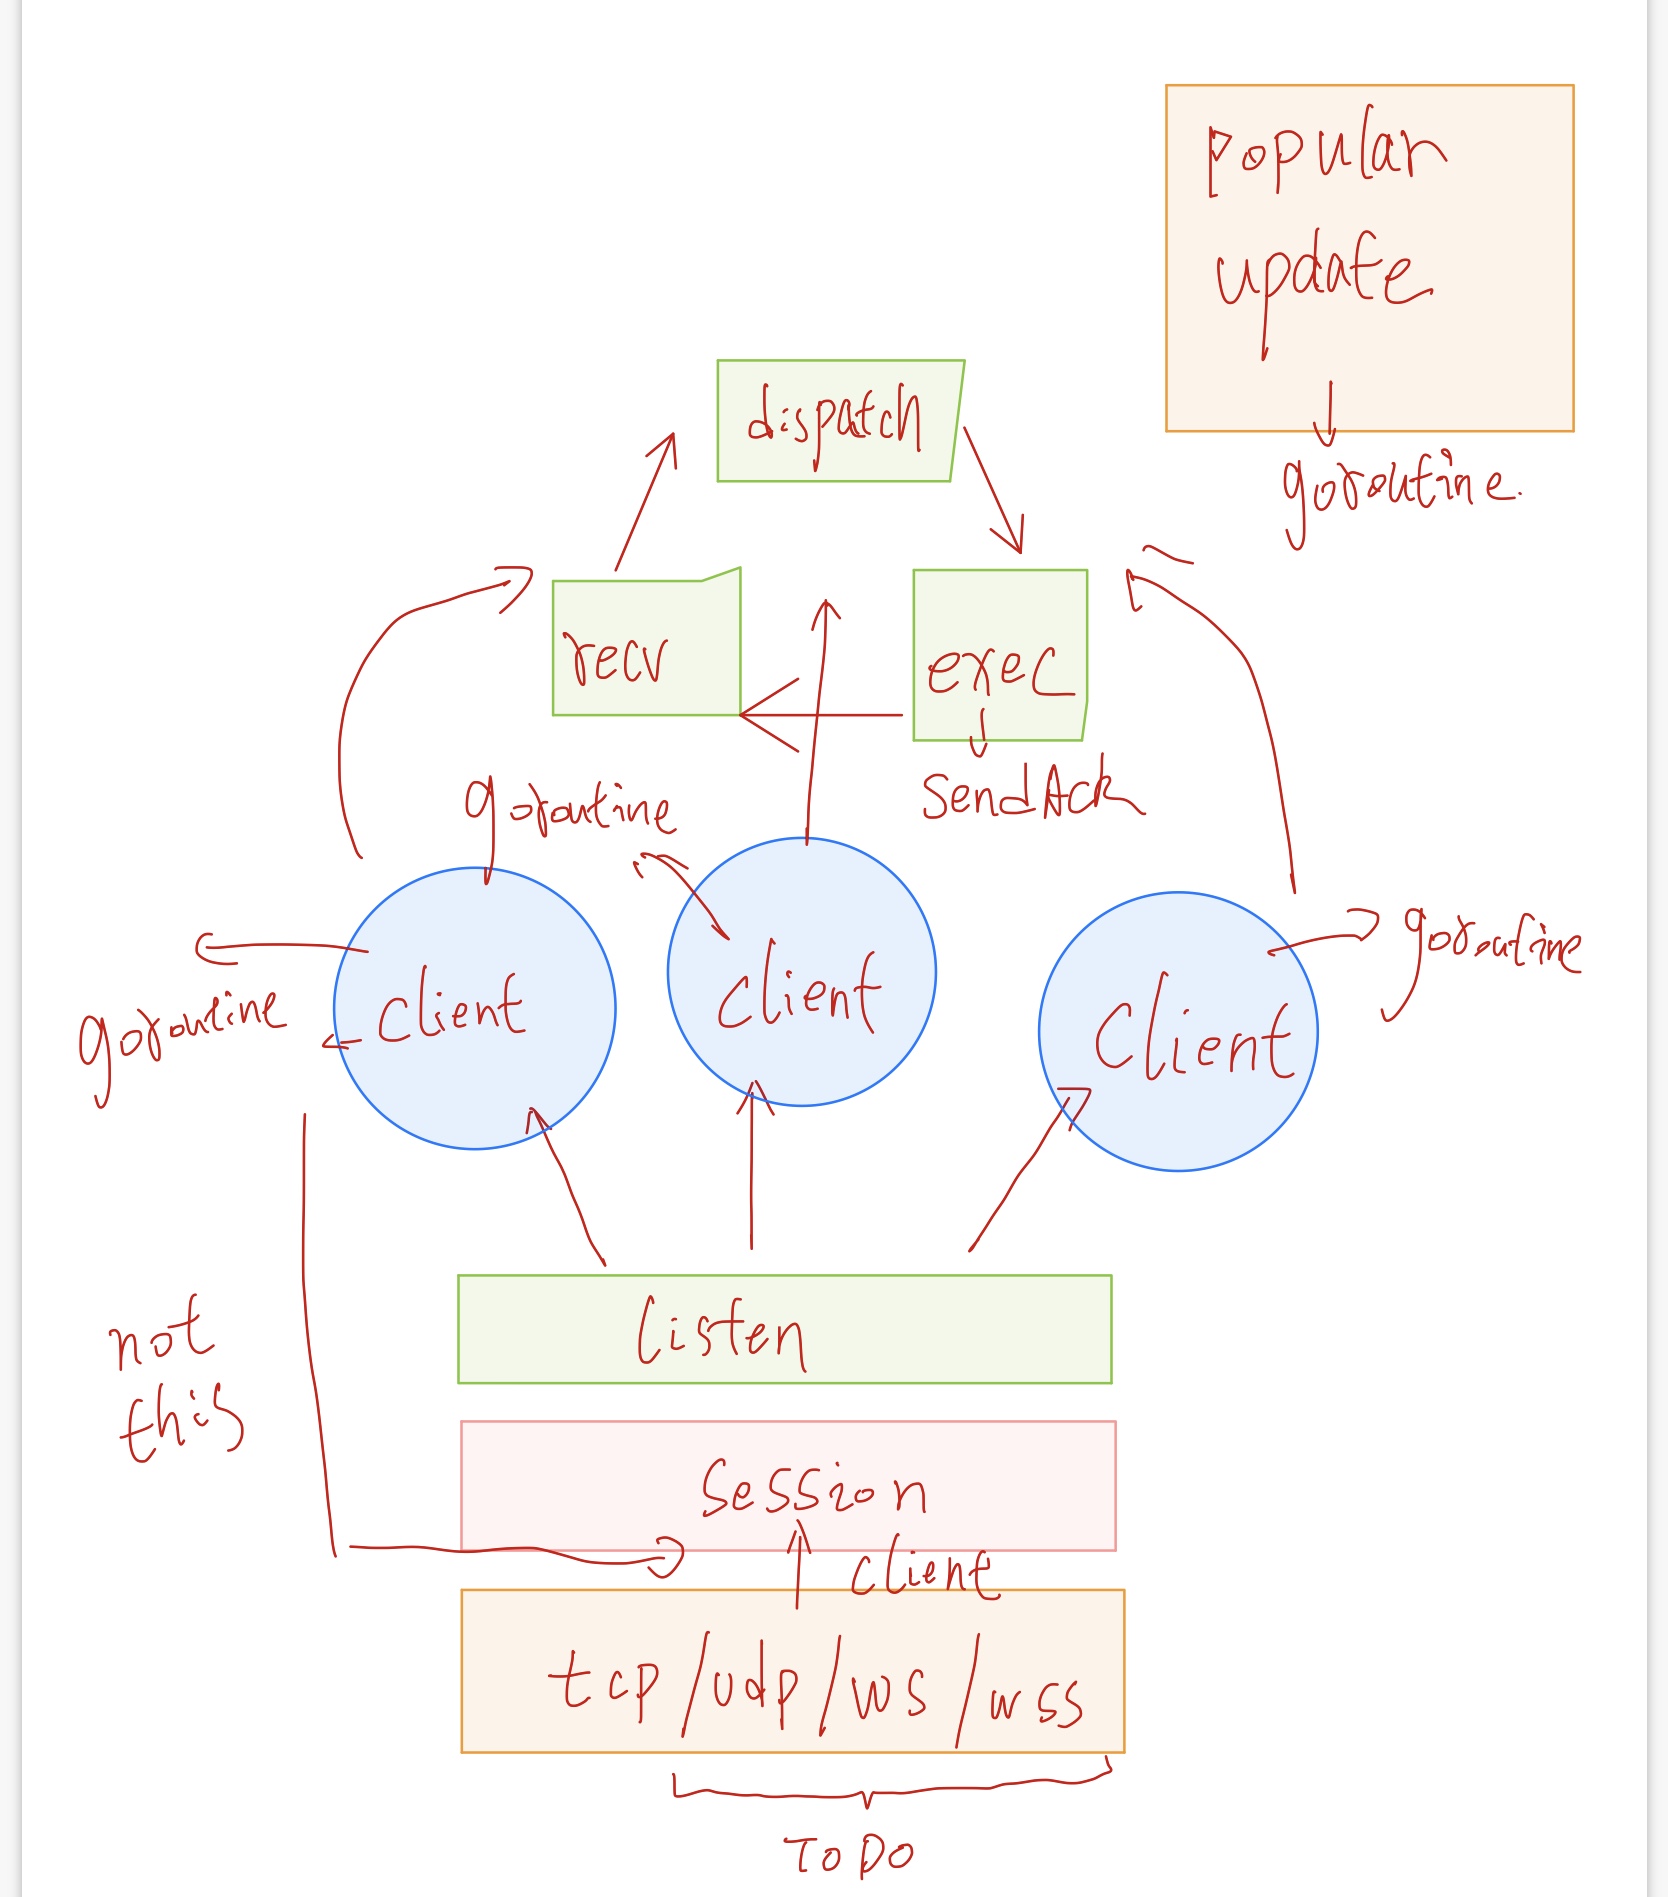 popular
update
goroutine.
dispatch
recv
exec
SendAck
goroutine
goroutine
goroutine
client
client
client
not
this
listen
Session
client
tcp/udp/ws/wss
ToDo